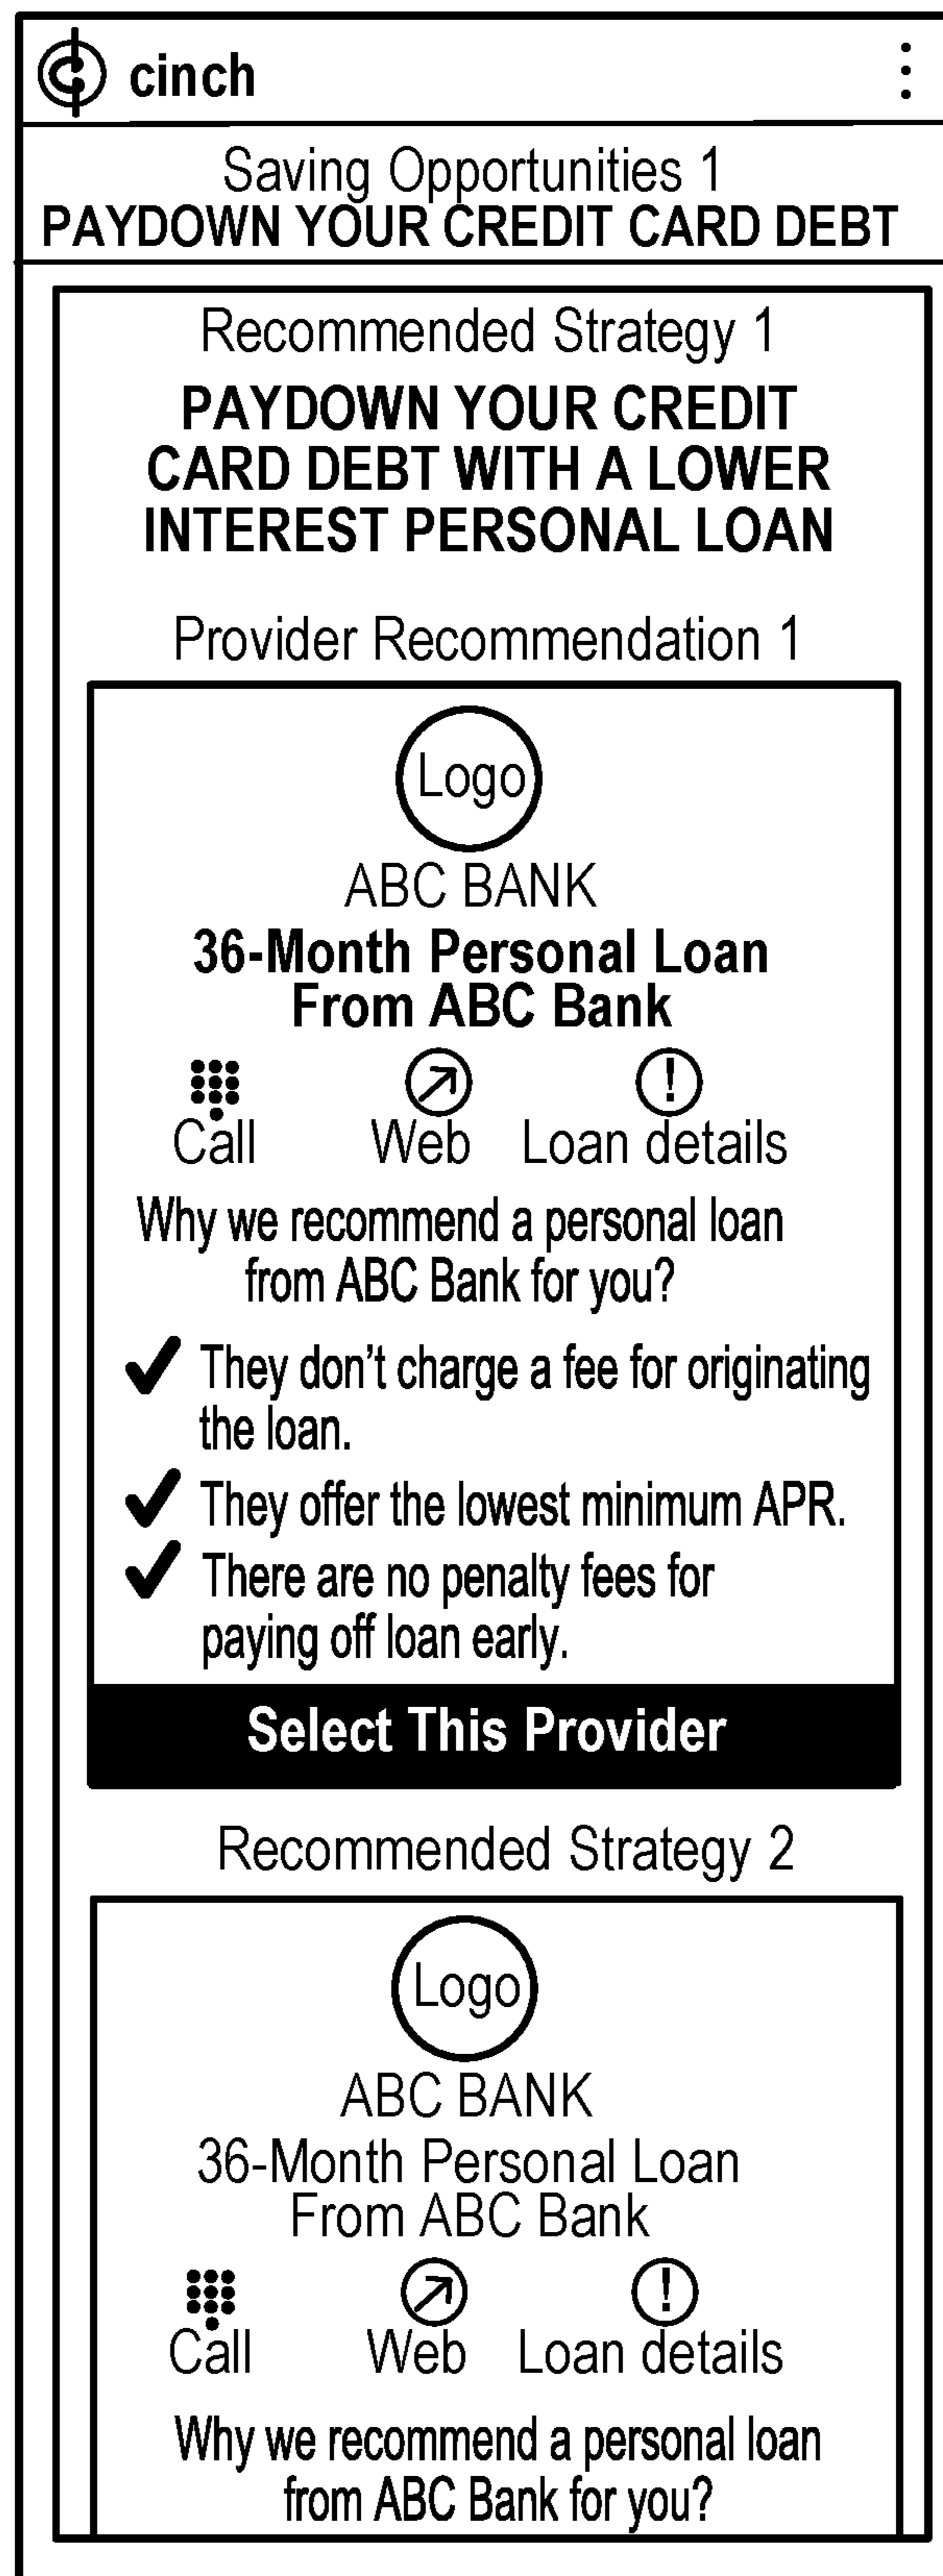 cinch
Saving Opportunities 1
PAYDOWN YOUR CREDIT CARD DEBT
Recommended Strategy 1
PAYDOWN YOUR CREDIT
CARD DEBT WITH A LOWER
INTEREST PERSONAL LOAN
Provider Recommendation 1
Logo
ABC BANK
36-Month Personal Loan
From ABC Bank
Call Web Loan details
Why we recommend a personal loan
from ABC Bank for you?
They don't charge a fee for originating
the loan.
They offer the lowest minimum APR.
There are no penalty fees for
paying off loan early.
Select This Provider
Recommended Strategy 2
Logo
ABC BANK
36-Month Personal Loan
From ABC Bank
Call Web Loan details
Why we recommend a personal loan
from ABC Bank for you?